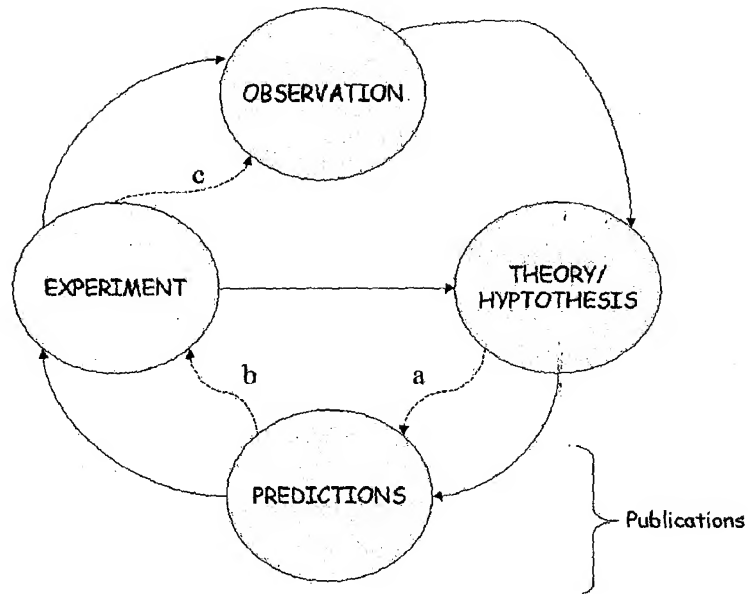 OBSERVATION
c
EXPERIMENT
THEORY/
HYPTOTHESIS
b
a
PREDICTIONS
Publications